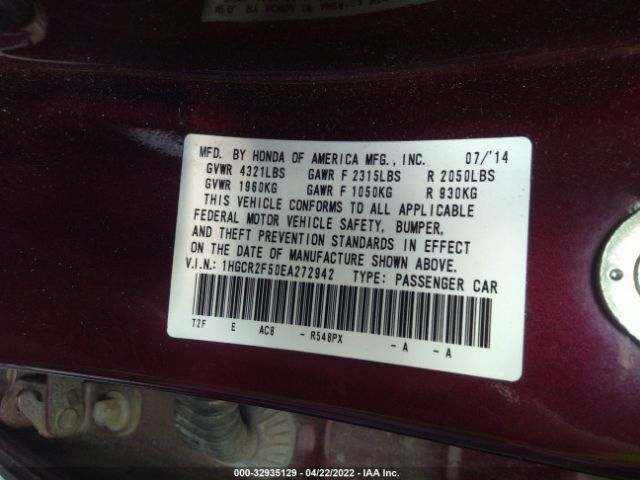 MFD. BY HONDA OF AMERICA MFG., INC. 07/'14
GVWR 4321LBS GAWR F 2315LBS R 2050LBS
GVWR 1960KG GAWR F 1050KG R 930KG
THIS VEHICLE CONFORMS TO ALL APPLICABLE
FEDERAL MOTOR VEHICLE SAFETY, BUMPER,
AND THEFT PREVENTION STANDARDS IN EFFECT
ON THE DATE OF MANUFACTURE SHOWN ABOVE.
V.I.N.: 1HGCR2F50EA272942 TYPE: PASSENGER CAR
T2F E AC8 - R548PX - A - A
000-32935129 - 04/22/2022 - IAA Inc.